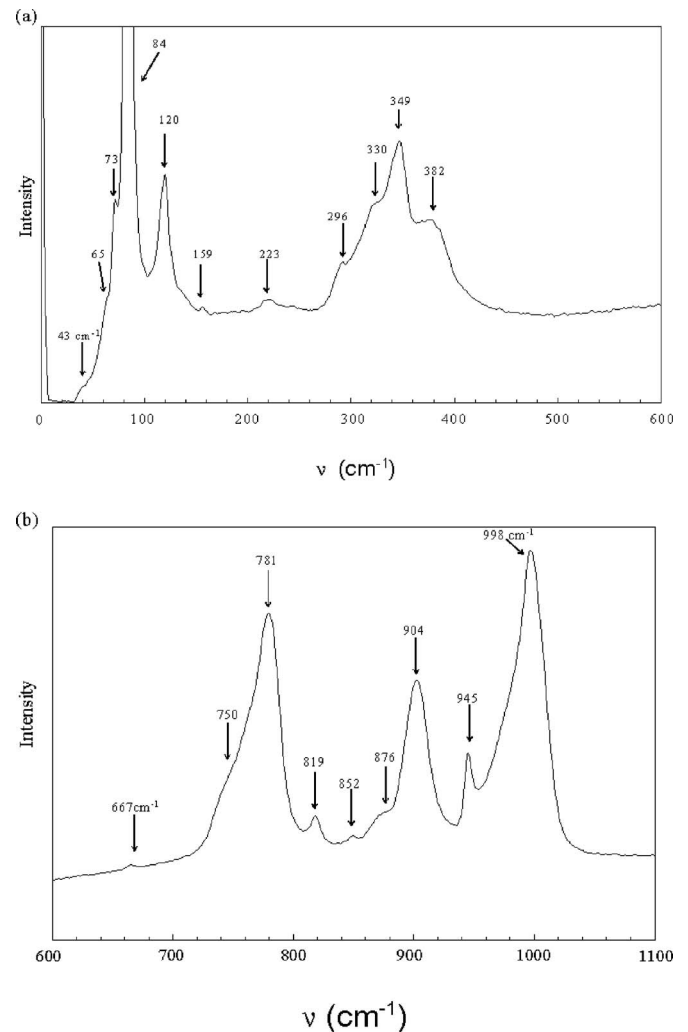 (a)
84
349
120
330
73
382
296
65
159
223
43 cm-1
Intensity
0 100 200 300 400 500 600
ν (cm-1)
(b)
998 cm-1
781
904
945
750
819
876
852
667cm-1
Intensity
600 700 800 900 1000 1100
ν (cm-1)